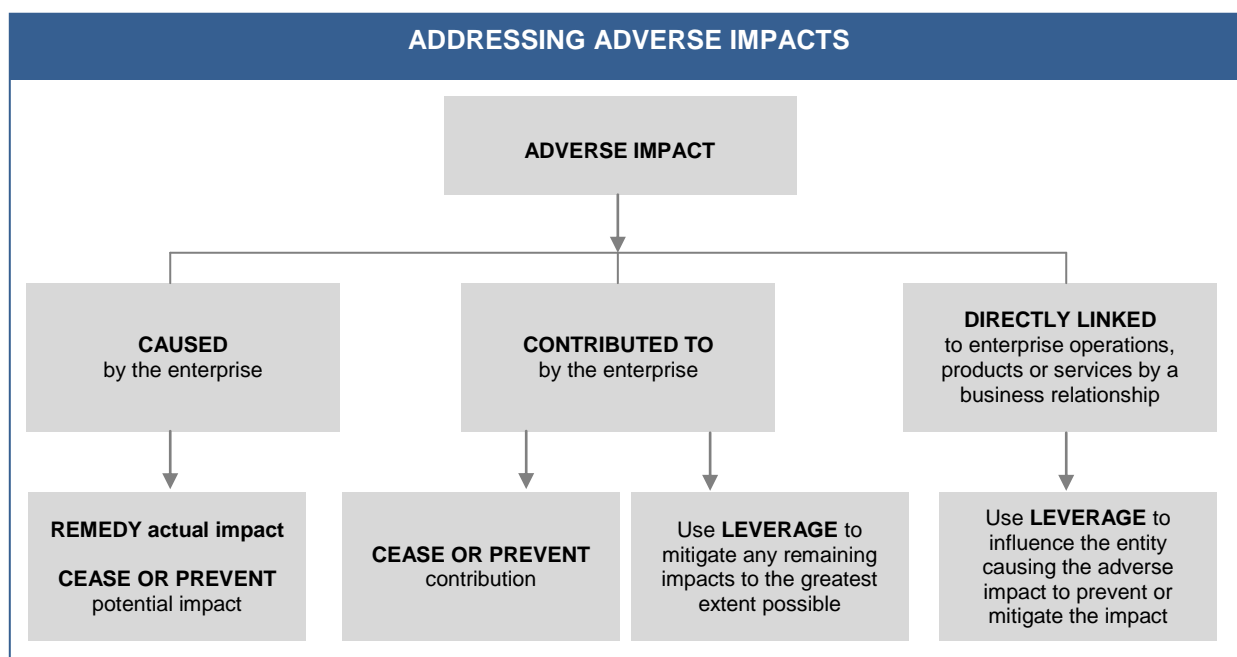 ADDRESSING ADVERSE IMPACTS
ADVERSE IMPACT
CAUSED
by the enterprise
CONTRIBUTED TO
by the enterprise
DIRECTLY LINKED
to enterprise operations,
products or services by a
business relationship
REMEDY actual impact
CEASE OR PREVENT
potential impact
CEASE OR PREVENT
contribution
Use LEVERAGE to
mitigate any remaining
impacts to the greatest
extent possible
Use LEVERAGE to
influence the entity
causing the adverse
impact to prevent or
mitigate the impact